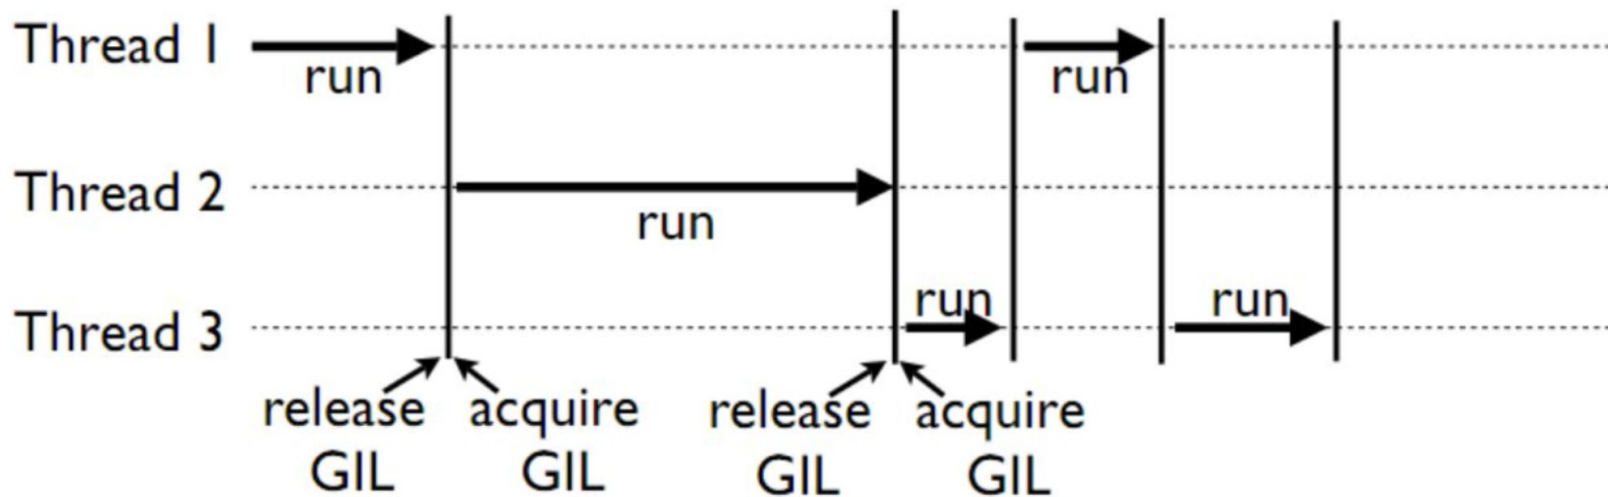 Thread 1
run
run
Thread 2
run
Thread 3
run
run
release
GIL
acquire
GIL
release
GIL
acquire
GIL